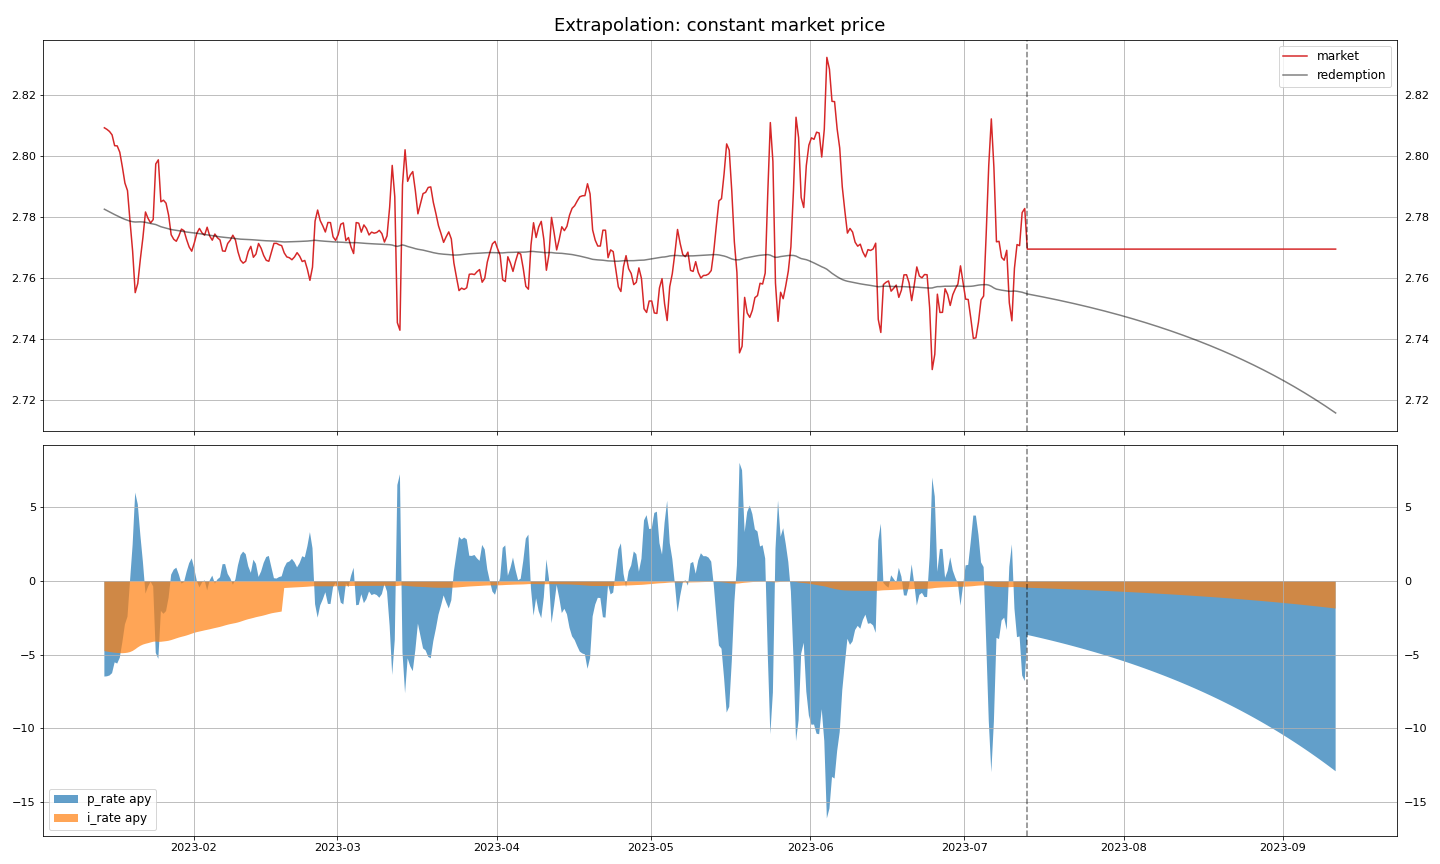 Extrapolation: constant market price
market
redemption
2.82 2.82
2.80 2.80
2.78 2.78
2.76 2.76
2.74 2.74
2.72 2.72
5 5
0 0
−5 −5
−10 −10
−15 −15
p_rate apy
i_rate apy
2023-02 2023-03 2023-04 2023-05 2023-06 2023-07 2023-08 2023-09